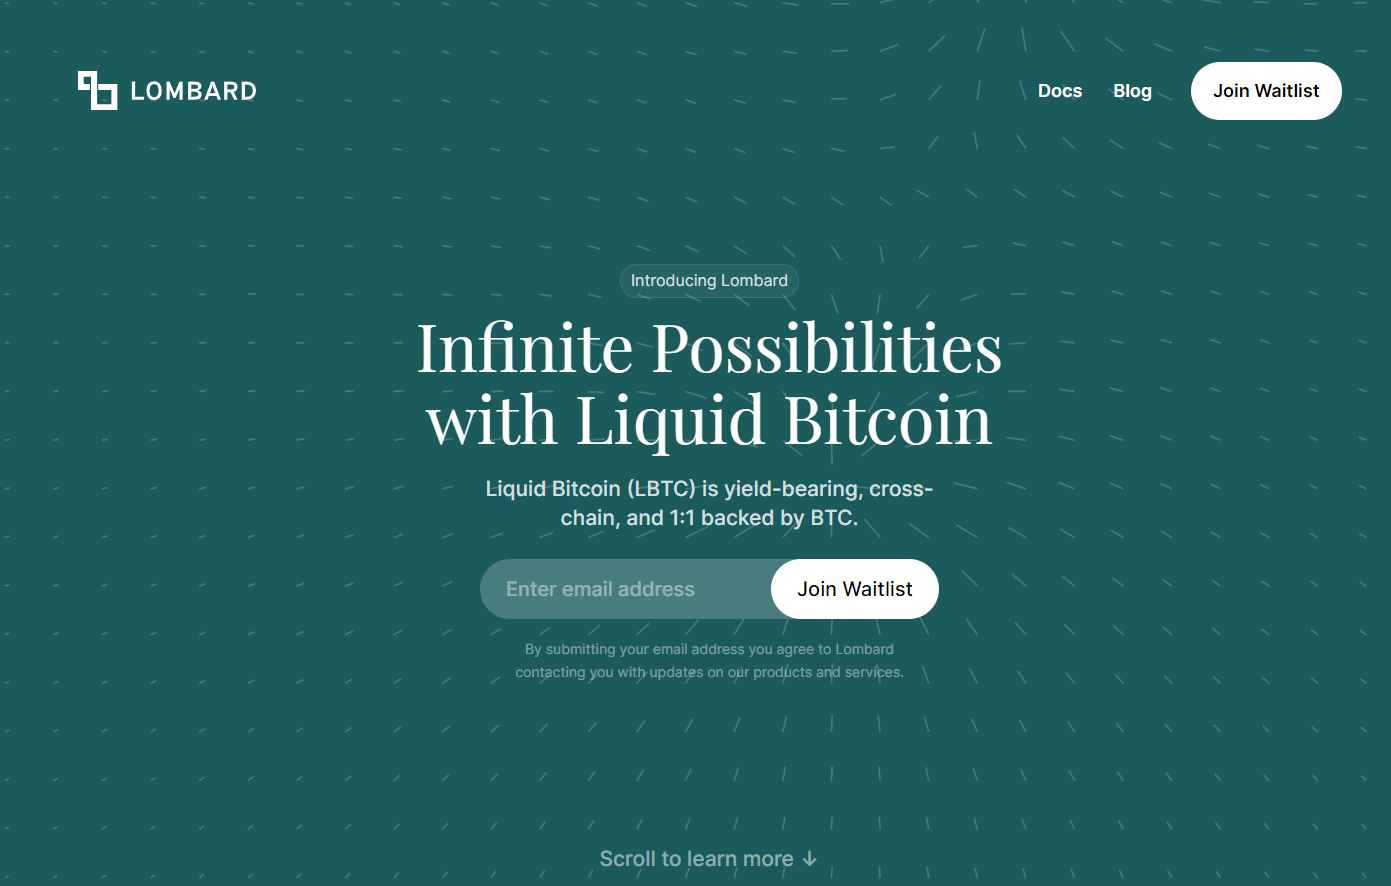 LOMBARD
Docs
Blog
Join Waitlist
Introducing Lombard
Infinite Possibilities
with Liquid Bitcoin
Liquid Bitcoin (LBTC) is yield-bearing, cross-
chain, and 1:1 backed by BTC.
Enter email address
Join Waitlist
By submitting your email address you agree to Lombard
contacting you with updates on our products and services.
Scroll to learn more ↓